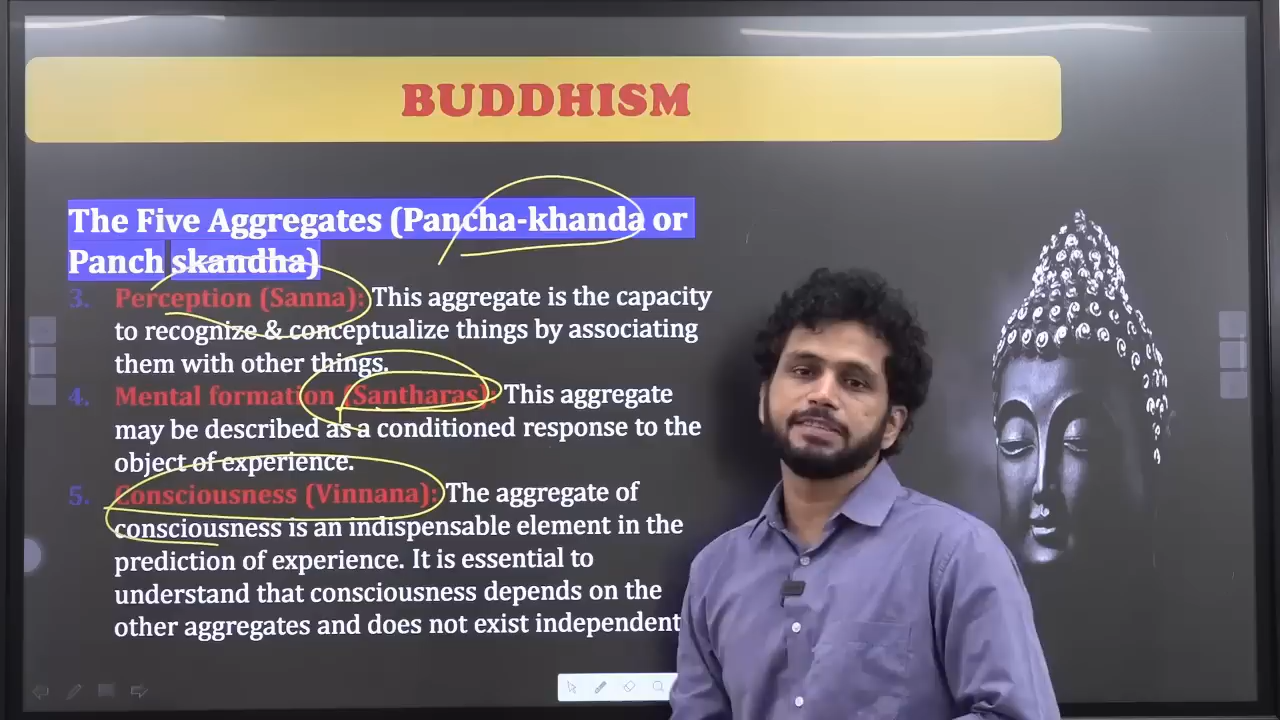 BUDDHISM
The Five Aggregates (Pancha-khanda or
Panch skandha)
3. Perception (Sanna): This aggregate is the capacity
to recognize & conceptualize things by associating
them with other things.
4. Mental formation (Santharas): This aggregate
may be described as a conditioned response to the
object of experience.
5. Consciousness (Vinnana): The aggregate of
consciousness is an indispensable element in the
prediction of experience. It is essential to
understand that consciousness depends on the
other aggregates and does not exist independent